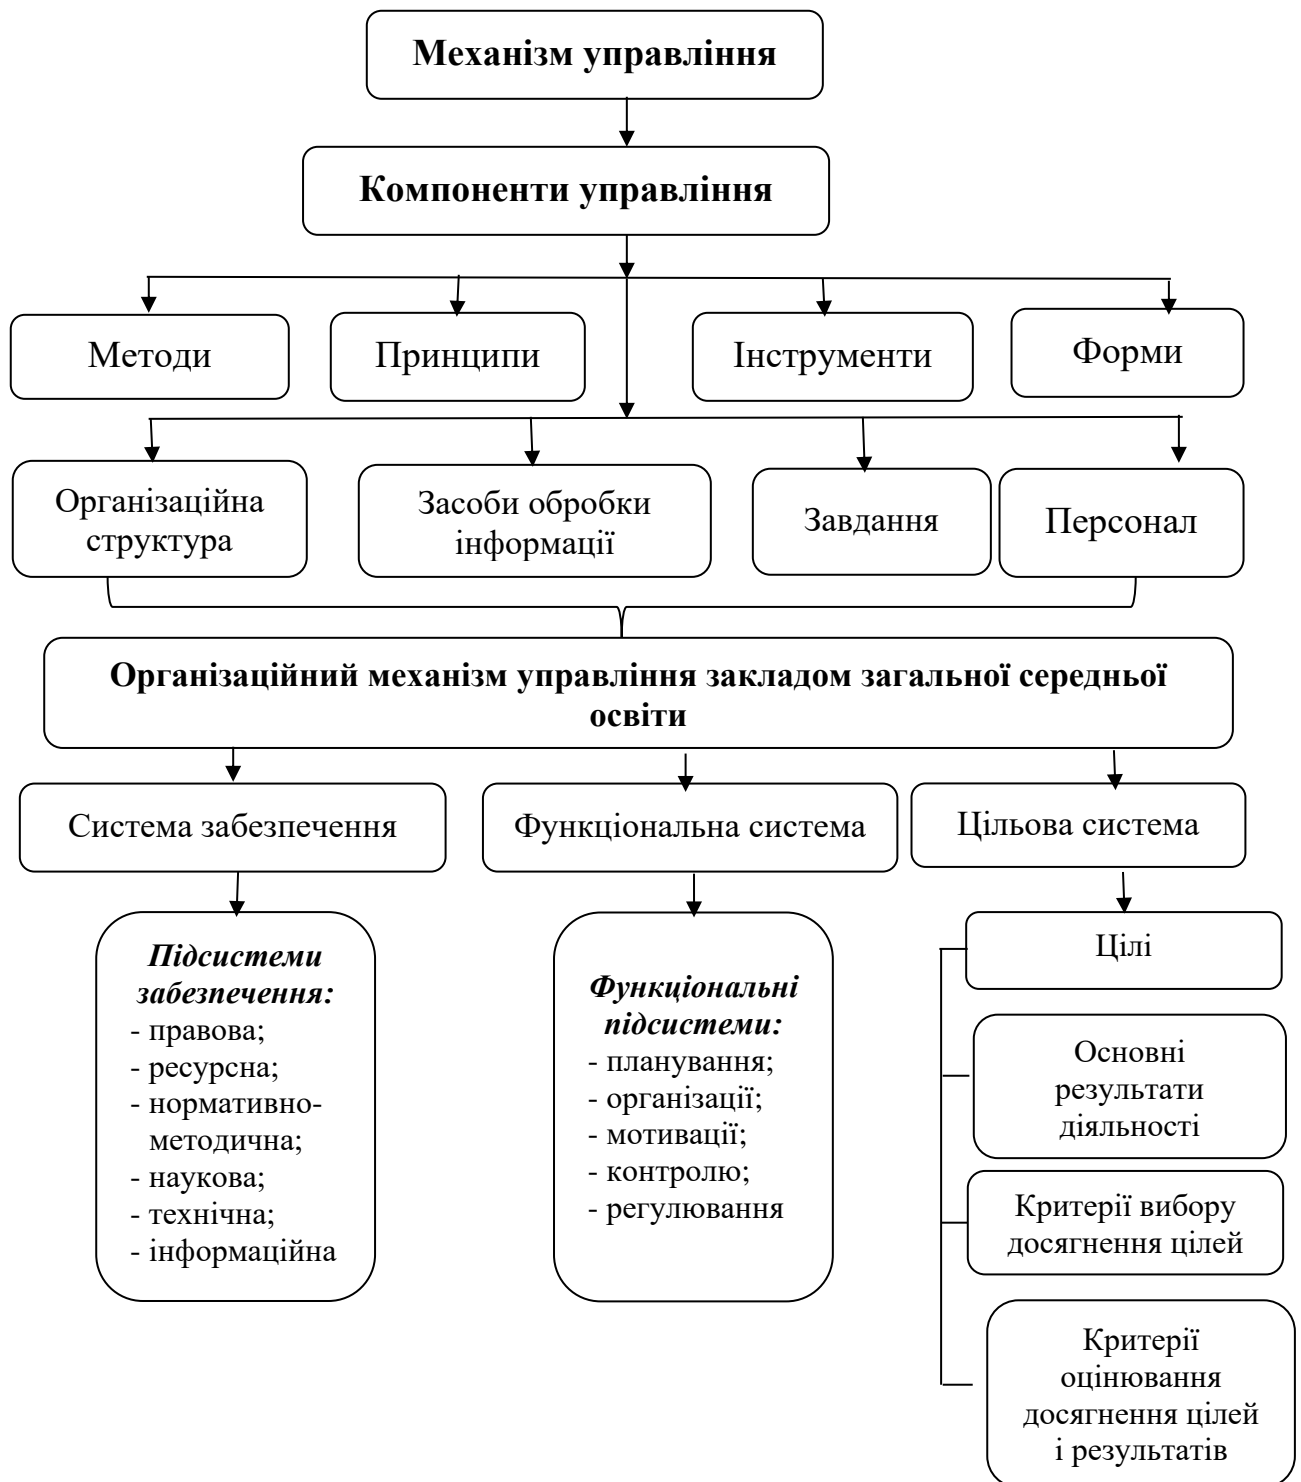 Механізм управління
Компоненти управління
Методи
Принципи
Інструменти
Форми
Організаційна
структура
Засоби обробки
інформації
Завдання
Персонал
Організаційний механізм управління закладом загальної середньої
освіти
Система забезпечення
Функціональна система
Цільова система
Підсистеми
забезпечення:
- правова;
- ресурсна;
- нормативно-
методична;
- наукова;
- технічна;
- інформаційна
Функціональні
підсистеми:
- планування;
- організації;
- мотивації;
- контролю;
- регулювання
Цілі
Основні
результати
діяльності
Критерії вибору
досягнення цілей
Критерії
оцінювання
досягнення цілей
і результатів